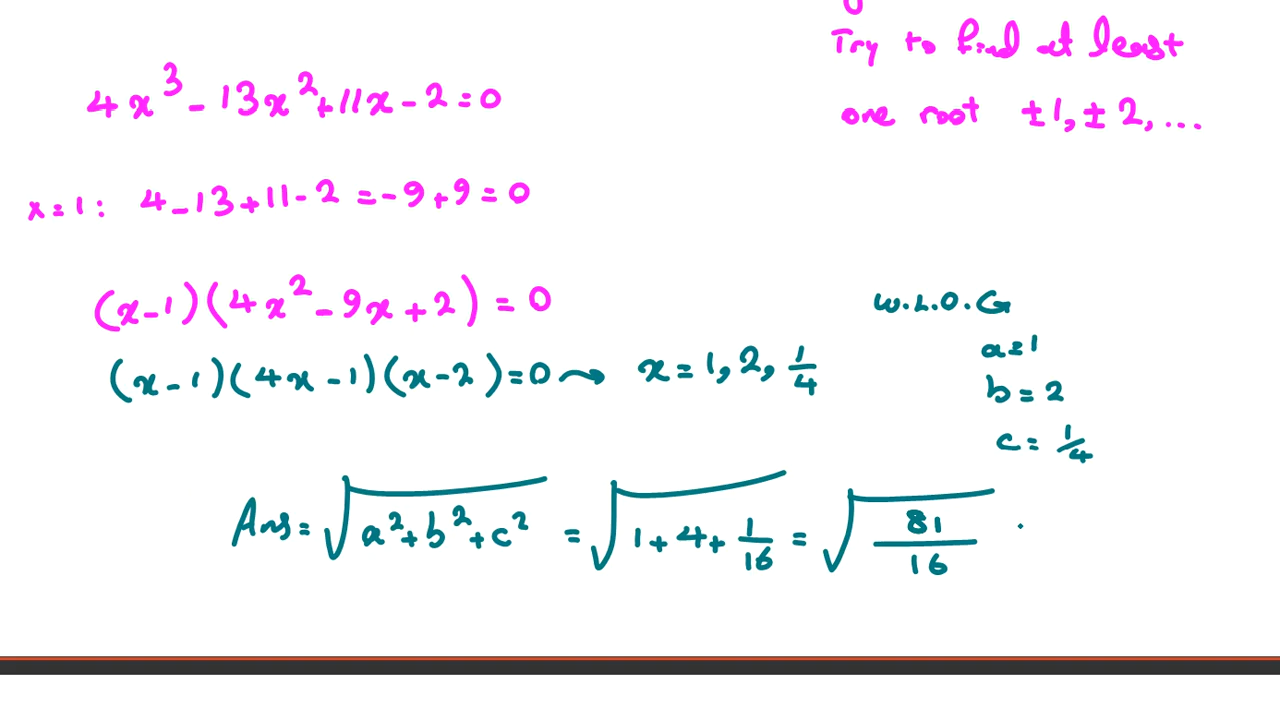 Try to find at least
4x³ - 13x² + 11x - 2 = 0
one root ±1, ±2, ...
x = 1: 4 - 13 + 11 - 2 = -9 + 9 = 0
(x-1)(4x² - 9x + 2) = 0
W.L.O.G
(x-1)(4x-1)(x-2) = 0 → x = 1, 2, 1/4
a = 1
b = 2
c = 1/4
Ans = √(a² + b² + c²) = √(1 + 4 + 1/16) = √(81/16)